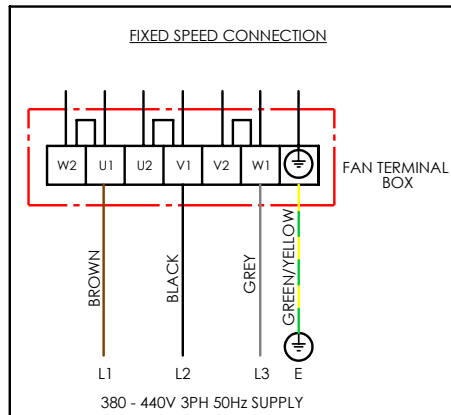 FIXED SPEED CONNECTION
W2 U1 U2 V1 V2 W1
FAN TERMINAL
BOX
BROWN
BLACK
GREY
GREEN/YELLOW
L1 L2 L3 E
380 - 440V 3PH 50Hz SUPPLY